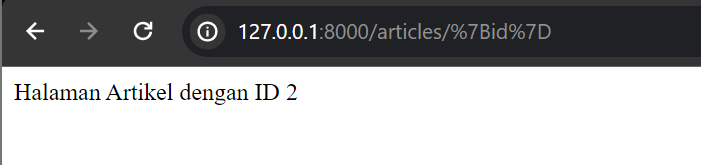 127.0.0.1:8000/articles/%7Bid%7D
Halaman Artikel dengan ID 2